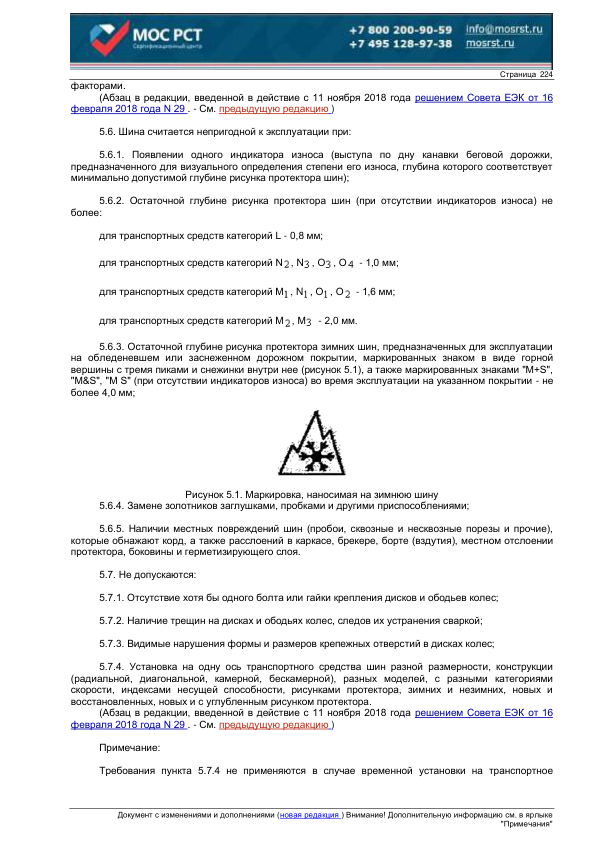 МОС РСТ
Сертификационный центр
+7 800 200-90-59 info@mosrst.ru
+7 495 128-97-38 mosrst.ru
Страница 224
факторами.
(Абзац в редакции, введенной в действие с 11 ноября 2018 года решением Совета ЕЭК от 16
февраля 2018 года N 29 . - См. предыдущую редакцию )
5.6. Шина считается непригодной к эксплуатации при:
5.6.1. Появлении одного индикатора износа (выступа по дну канавки беговой дорожки,
предназначенного для визуального определения степени его износа, глубина которого соответствует
минимально допустимой глубине рисунка протектора шин);
5.6.2. Остаточной глубине рисунка протектора шин (при отсутствии индикаторов износа) не
более:
для транспортных средств категорий L - 0,8 мм;
для транспортных средств категорий N2 , N3 , O3 , O4 - 1,0 мм;
для транспортных средств категорий M1 , N1 , O1 , O2 - 1,6 мм;
для транспортных средств категорий M2 , M3 - 2,0 мм.
5.6.3. Остаточной глубине рисунка протектора зимних шин, предназначенных для эксплуатации
на обледеневшем или заснеженном дорожном покрытии, маркированных знаком в виде горной
вершины с тремя пиками и снежинки внутри нее (рисунок 5.1), а также маркированных знаками "M+S",
"M&S", "M S" (при отсутствии индикаторов износа) во время эксплуатации на указанном покрытии - не
более 4,0 мм;
Рисунок 5.1. Маркировка, наносимая на зимнюю шину
5.6.4. Замене золотников заглушками, пробками и другими приспособлениями;
5.6.5. Наличии местных повреждений шин (пробои, сквозные и несквозные порезы и прочие),
которые обнажают корд, а также расслоений в каркасе, брекере, борте (вздутия), местном отслоении
протектора, боковины и герметизирующего слоя.
5.7. Не допускаются:
5.7.1. Отсутствие хотя бы одного болта или гайки крепления дисков и ободьев колес;
5.7.2. Наличие трещин на дисках и ободьях колес, следов их устранения сваркой;
5.7.3. Видимые нарушения формы и размеров крепежных отверстий в дисках колес;
5.7.4. Установка на одну ось транспортного средства шин разной размерности, конструкции
(радиальной, диагональной, камерной, бескамерной), разных моделей, с разными категориями
скорости, индексами несущей способности, рисунками протектора, зимних и незимних, новых и
восстановленных, новых и с углубленным рисунком протектора.
(Абзац в редакции, введенной в действие с 11 ноября 2018 года решением Совета ЕЭК от 16
февраля 2018 года N 29 . - См. предыдущую редакцию )
Примечание:
Требования пункта 5.7.4 не применяются в случае временной установки на транспортное
Документ с изменениями и дополнениями (новая редакция ) Внимание! Дополнительную информацию см. в ярлыке
"Примечания"